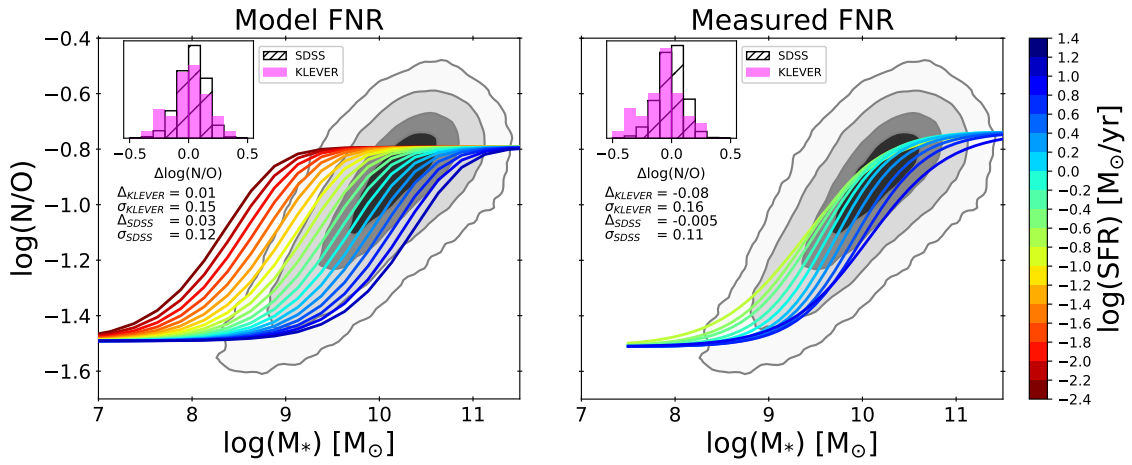 Model FNR
Measured FNR
SDSS
KLEVER
−0.5 0.0 0.5
Δlog(N/O)
Δ_KLEVER = 0.01
σ_KLEVER = 0.15
Δ_SDSS = 0.03
σ_SDSS = 0.12
SDSS
KLEVER
−0.5 0.0 0.5
Δlog(N/O)
Δ_KLEVER = -0.08
σ_KLEVER = 0.16
Δ_SDSS = -0.005
σ_SDSS = 0.11
log(N/O)
−0.4
−0.6
−0.8
−1.0
−1.2
−1.4
−1.6
7 8 9 10 11
log(M*) [M⊙]
7 8 9 10 11
log(M*) [M⊙]
1.4
1.2
1.0
0.8
0.6
0.4
0.2
0.0
−0.2
−0.4
−0.6
−0.8
−1.0
−1.2
−1.4
−1.6
−1.8
−2.0
−2.2
−2.4
log(SFR) [M⊙/yr]